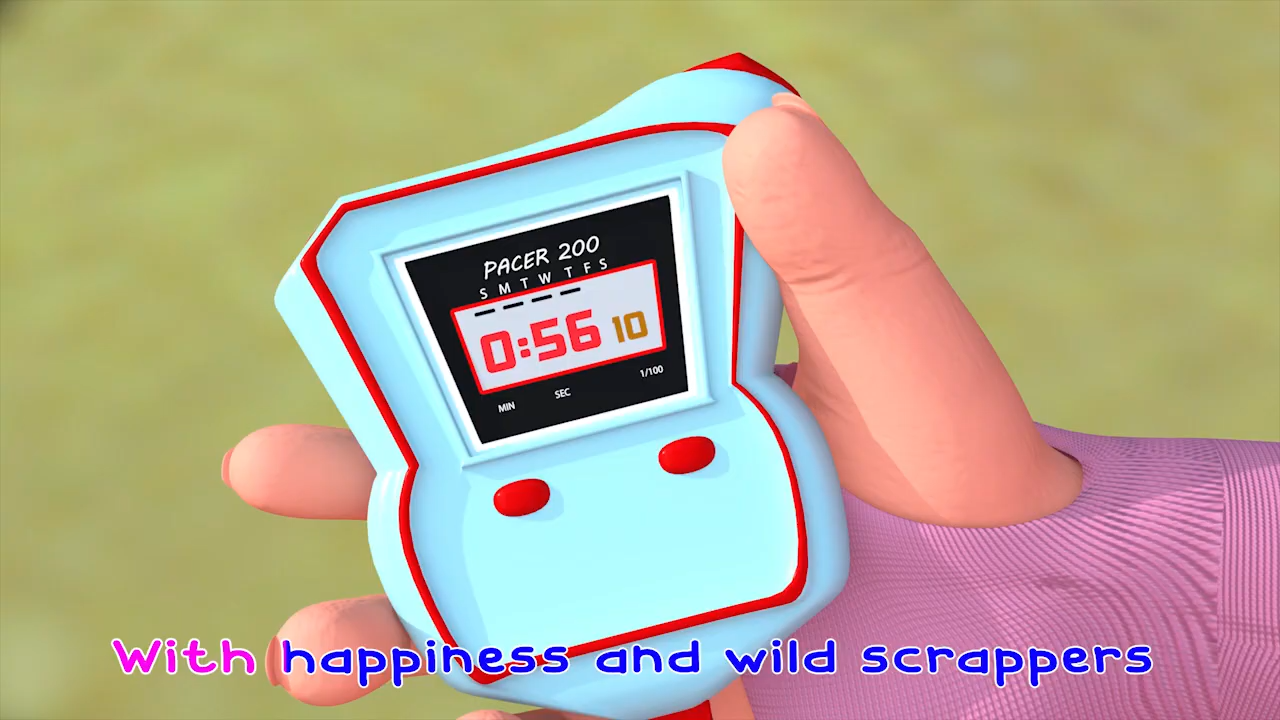 PACER 200
S M T W T F S
0:56 10
MIN SEC 1/100
With happiness and wild scrappers